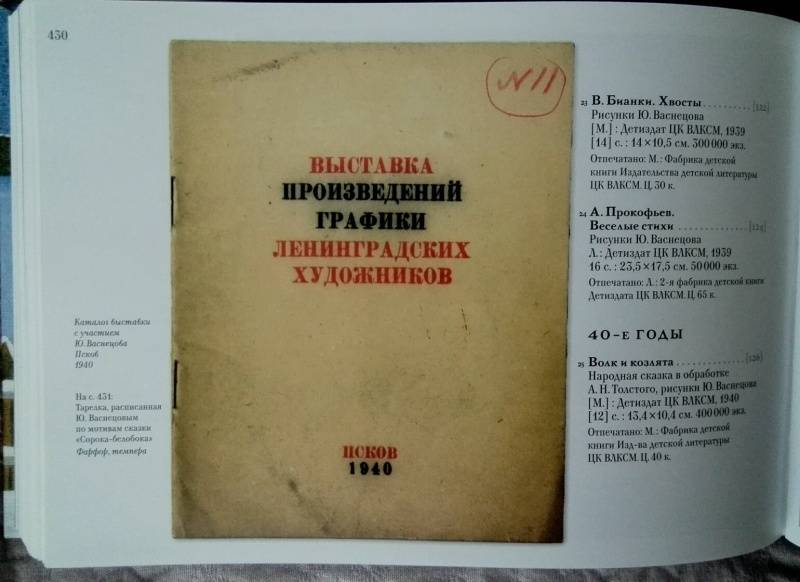 430
№11
ВЫСТАВКА
ПРОИЗВЕДЕНИЙ
ГРАФИКИ
ЛЕНИНГРАДСКИХ
ХУДОЖНИКОВ
ПСКОВ
1940
Каталог выставки
с участием
Ю. Васнецова
Псков
1940
На с. 431:
Тарелка, расписанная
Ю. Васнецовым
по мотивам сказки
«Сорока-белобока»
Фарфор, темпера
23 В. Бианки. Хвосты .......... [122]
Рисунки Ю. Васнецова
[М.] : Детиздат ЦК ВЛКСМ, 1939
[14] с. : 14×10,5 см. 300 000 экз.
Отпечатано: М. : Фабрика детской
книги Издательства детской литературы
ЦК ВЛКСМ. Ц. 30 к.
24 А. Прокофьев.
Веселые стихи .......... [124]
Рисунки Ю. Васнецова
Л. : Детиздат ЦК ВЛКСМ, 1939
16 с. : 23,5×17,5 см. 50 000 экз.
Отпечатано: Л. : 2-я фабрика детской книги
Детиздата ЦК ВЛКСМ. Ц. 65 к.
40-е годы
25 Волк и козлята .......... [126]
Народная сказка в обработке
А. Н. Толстого, рисунки Ю. Васнецова
[М.] : Детиздат ЦК ВЛКСМ, 1940
[12] с. : 13,4×10,4 см. 400 000 экз.
Отпечатано: М. : Фабрика детской
книги Изд-ва детской литературы
ЦК ВЛКСМ. Ц. 40 к.